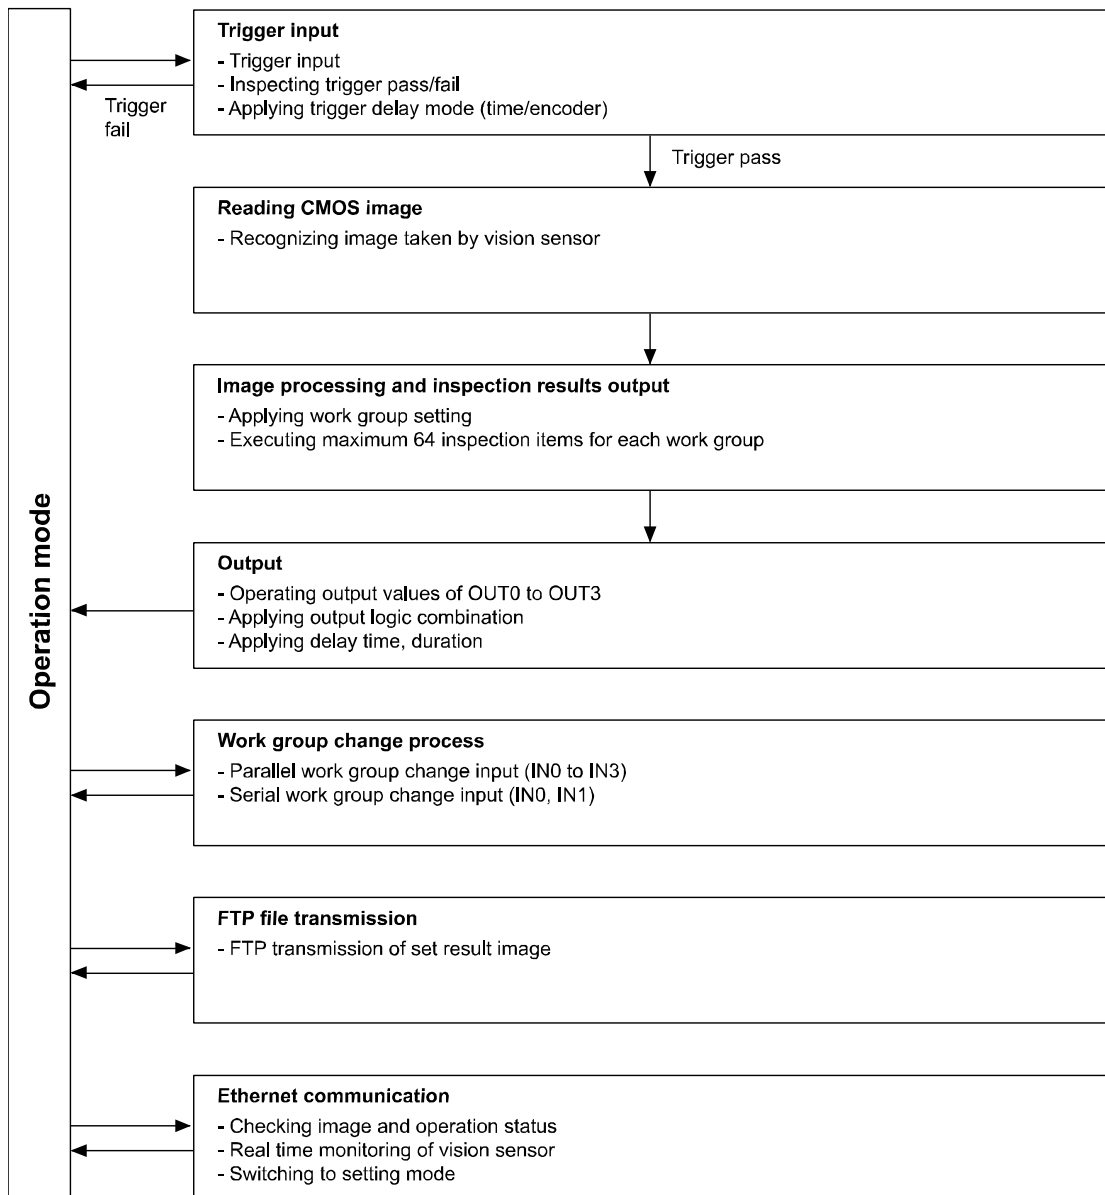 Operation mode
Trigger input
- Trigger input
- Inspecting trigger pass/fail
- Applying trigger delay mode (time/encoder)
Trigger
fail
Trigger pass
Reading CMOS image
- Recognizing image taken by vision sensor
Image processing and inspection results output
- Applying work group setting
- Executing maximum 64 inspection items for each work group
Output
- Operating output values of OUT0 to OUT3
- Applying output logic combination
- Applying delay time, duration
Work group change process
- Parallel work group change input (IN0 to IN3)
- Serial work group change input (IN0, IN1)
FTP file transmission
- FTP transmission of set result image
Ethernet communication
- Checking image and operation status
- Real time monitoring of vision sensor
- Switching to setting mode